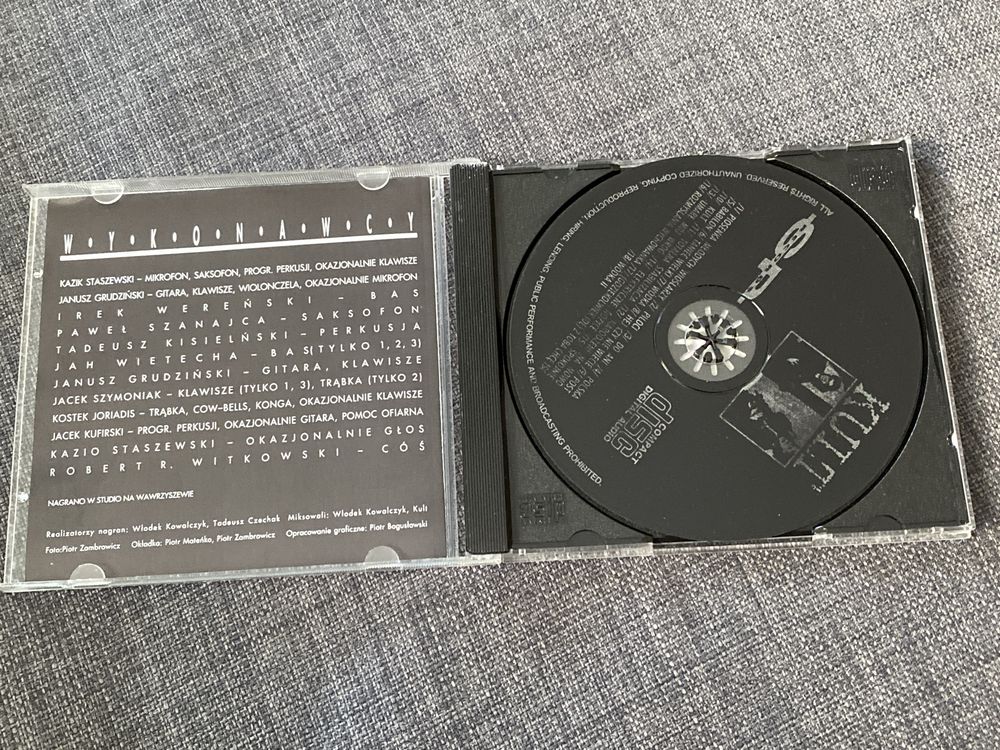 WYKONAWCY
KAZIK STASZEWSKI – MIKROFON, SAKSOFON, PROGR. PERKUSJI, OKAZJONALNIE KLAWISZE
JANUSZ GRUDZIŃSKI – GITARA, KLAWISZE, WIOLONCZELA, OKAZJONALNIE MIKROFON
IREK WEREŃSKI – BAS
PAWEŁ SZANAJCA – SAKSOFON
TADEUSZ KISIELŃSKI – PERKUSJA
JAH WIETECHA – BAS(TYLKO 1, 2, 3)
JANUSZ GRUDZIŃSKI – GITARA, KLAWISZE
JACEK SZYMONIAK – KLAWISZE (TYLKO 1, 3), TRĄBKA (TYLKO 2)
KOSTEK JORIADIS – TRĄBKA, COW–BELLS, KONGA, OKAZJONALNIE KLAWISZE
JACEK KUFIRSKI – PROGR. PERKUSJI, OKAZJONALNIE GITARA, POMOC OFIARNA
KAZIO STASZEWSKI – OKAZJONALNIE GŁOS
ROBERT R. WITKOWSKI – CÓŚ
NAGRANO W STUDIO NA WAWRZYSZEWIE
Realizatorzy nagran: Włodek Kowalczyk, Tadeusz Czechak Miksowali: Włodek Kowalczyk, Kult
Foto:Piotr Zambrowicz Okładka: Piotr Mateńko, Piotr Zambrowicz Opracowanie graficzne: Piotr Bogusławski
ALL RIGHTS RESERVED. UNAUTHORIZED COPYING, REPRODUCTION, HIRING, LENDING, PUBLIC PERFORMANCE AND BROADCASTING PROHIBITED.
KULT
COMPACT
disc
DIGITAL AUDIO